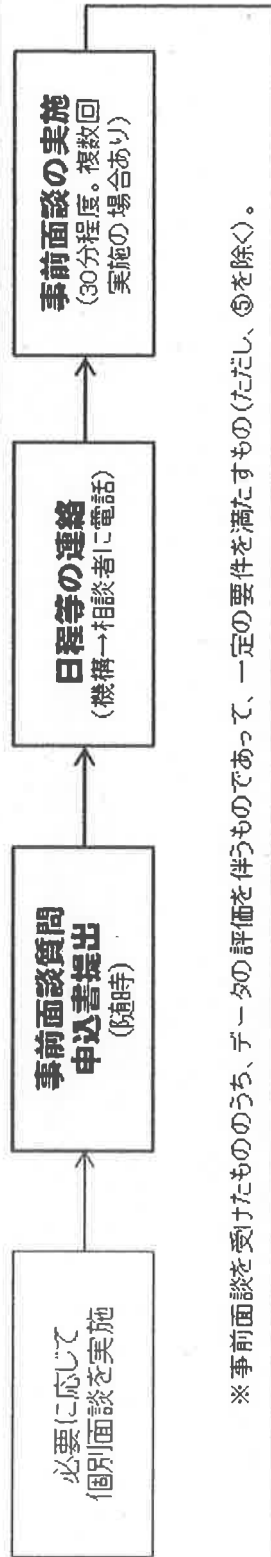 必要に応じて
個別面談を実施
事前面談質問
申込書提出
(随時)
日程等の連絡
(機構→相談者に電話)
事前面談の実施
(30分程度。複数回
実施の場合あり)
※事前面談を受けたもののうち、データの評価を伴うものであって、一定の要件を満たすもの(ただし、⑤を除く)。